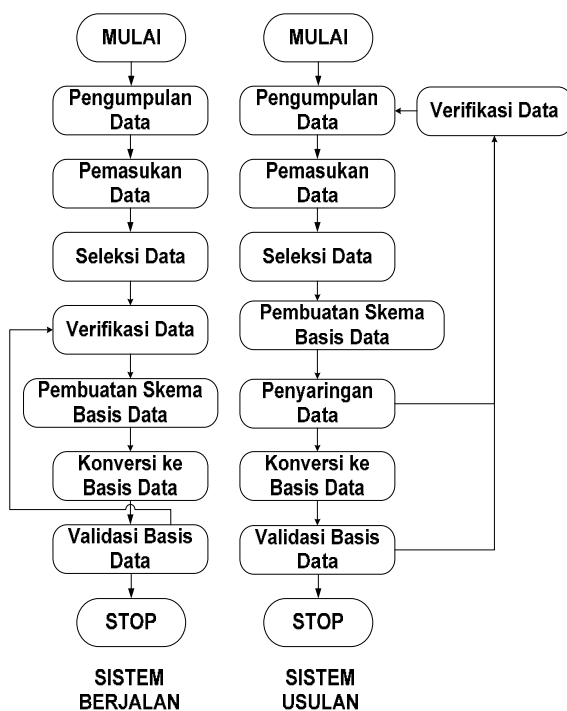 MULAI
Pengumpulan
Data
Pemasukan
Data
Seleksi Data
Verifikasi Data
Pembuatan Skema
Basis Data
Konversi ke
Basis Data
Validasi Basis
Data
STOP
SISTEM
BERJALAN
MULAI
Pengumpulan
Data
Verifikasi Data
Pemasukan
Data
Seleksi Data
Pembuatan Skema
Basis Data
Penyaringan
Data
Konversi ke
Basis Data
Validasi Basis
Data
STOP
SISTEM
USULAN